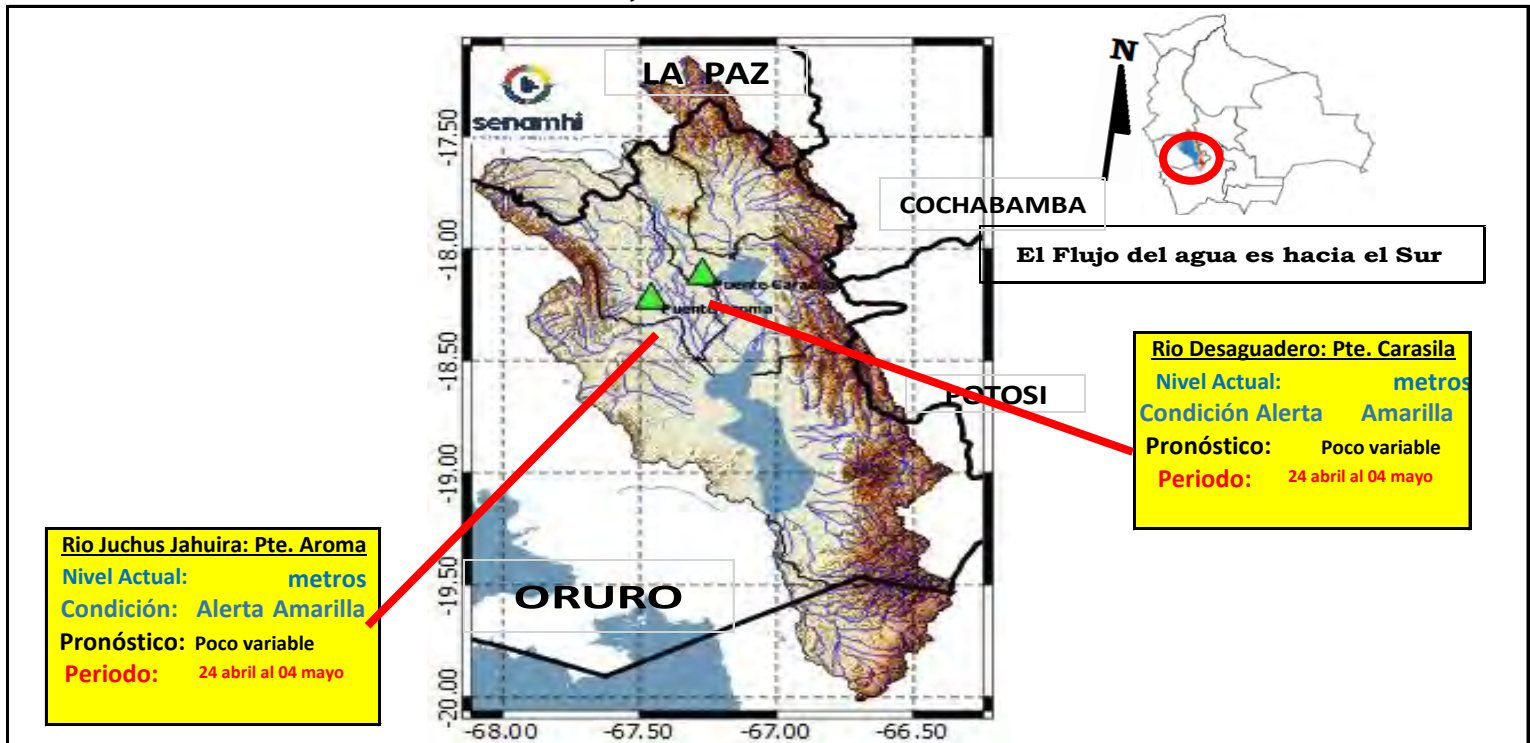 LA PAZ
senamhi
N
COCHABAMBA
El Flujo del agua es hacia el Sur
POTOSI
ORURO
Puente
Puente
Rio Desaguadero: Pte. Carasila
Nivel Actual: metros
Condición Alerta Amarilla
Pronóstico: Poco variable
Periodo: 24 abril al 04 mayo
Rio Juchus Jahuira: Pte. Aroma
Nivel Actual: metros
Condición: Alerta Amarilla
Pronóstico: Poco variable
Periodo: 24 abril al 04 mayo
-17.50
-18.00
-18.50
-19.00
-19.50
-20.00
-68.00 -67.50 -67.00 -66.50